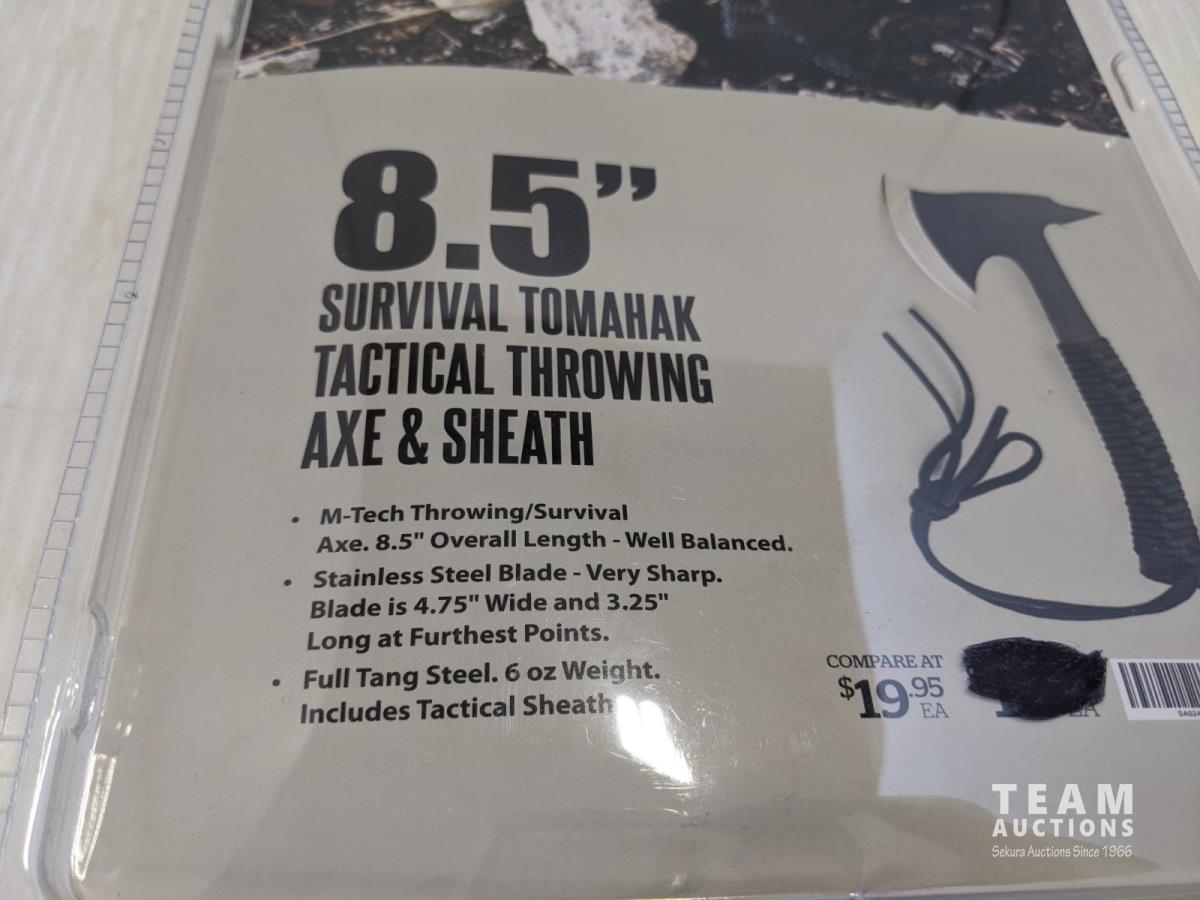 8.5”
SURVIVAL TOMAHAK
TACTICAL THROWING
AXE & SHEATH
• M-Tech Throwing/Survival
Axe. 8.5" Overall Length - Well Balanced.
• Stainless Steel Blade - Very Sharp.
Blade is 4.75" Wide and 3.25"
Long at Furthest Points.
• Full Tang Steel. 6 oz Weight.
Includes Tactical Sheath
COMPARE AT
$19.95
EA
EA
TEAM
AUCTIONS
Sekura Auctions Since 1966